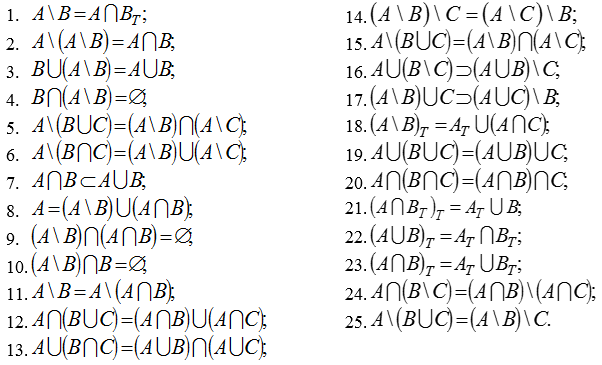 1. A \ B = A ⋂ B_T ;
2. A \ (A \ B) = A ⋂ B;
3. B ⋃ (A \ B) = A ⋃ B;
4. B ⋂ (A \ B) = ∅;
5. A \ (B ⋃ C) = (A \ B) ⋂ (A \ C);
6. A \ (B ⋂ C) = (A \ B) ⋃ (A \ C);
7. A ⋂ B ⊂ A ⋃ B;
8. A = (A \ B) ⋃ (A ⋂ B);
9. (A \ B) ⋂ (A ⋂ B) = ∅;
10. (A \ B) ⋂ B = ∅;
11. A \ B = A \ (A ⋂ B);
12. A ⋂ (B ⋃ C) = (A ⋂ B) ⋃ (A ⋂ C);
13. A ⋃ (B ⋂ C) = (A ⋃ B) ⋂ (A ⋃ C);
14. (A \ B) \ C = (A \ C) \ B;
15. A \ (B ⋃ C) = (A \ B) ⋂ (A \ C);
16. A ⋃ (B \ C) ⊃ (A ⋃ B) \ C;
17. (A \ B) ⋃ C ⊃ (A ⋃ C) \ B;
18. (A \ B)_T = A_T ⋃ (A ⋂ C);
19. A ⋃ (B ⋃ C) = (A ⋃ B) ⋃ C;
20. A ⋂ (B ⋂ C) = (A ⋂ B) ⋂ C;
21. (A ⋂ B_T)_T = A_T ⋃ B;
22. (A ⋃ B)_T = A_T ⋂ B_T;
23. (A ⋂ B)_T = A_T ⋃ B_T;
24. A ⋂ (B \ C) = (A ⋂ B) \ (A ⋂ C);
25. A \ (B ⋃ C) = (A \ B) \ C.